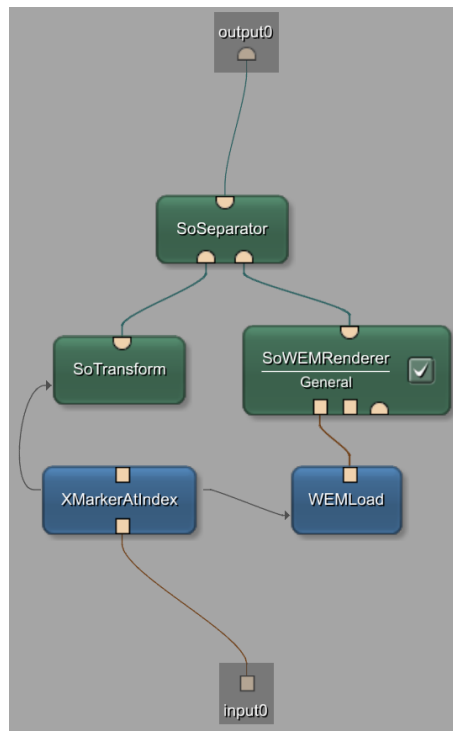 output0
SoSeparator
SoTransform
SoWEMRenderer
General
XMarkerAtIndex
WEMLoad
input0